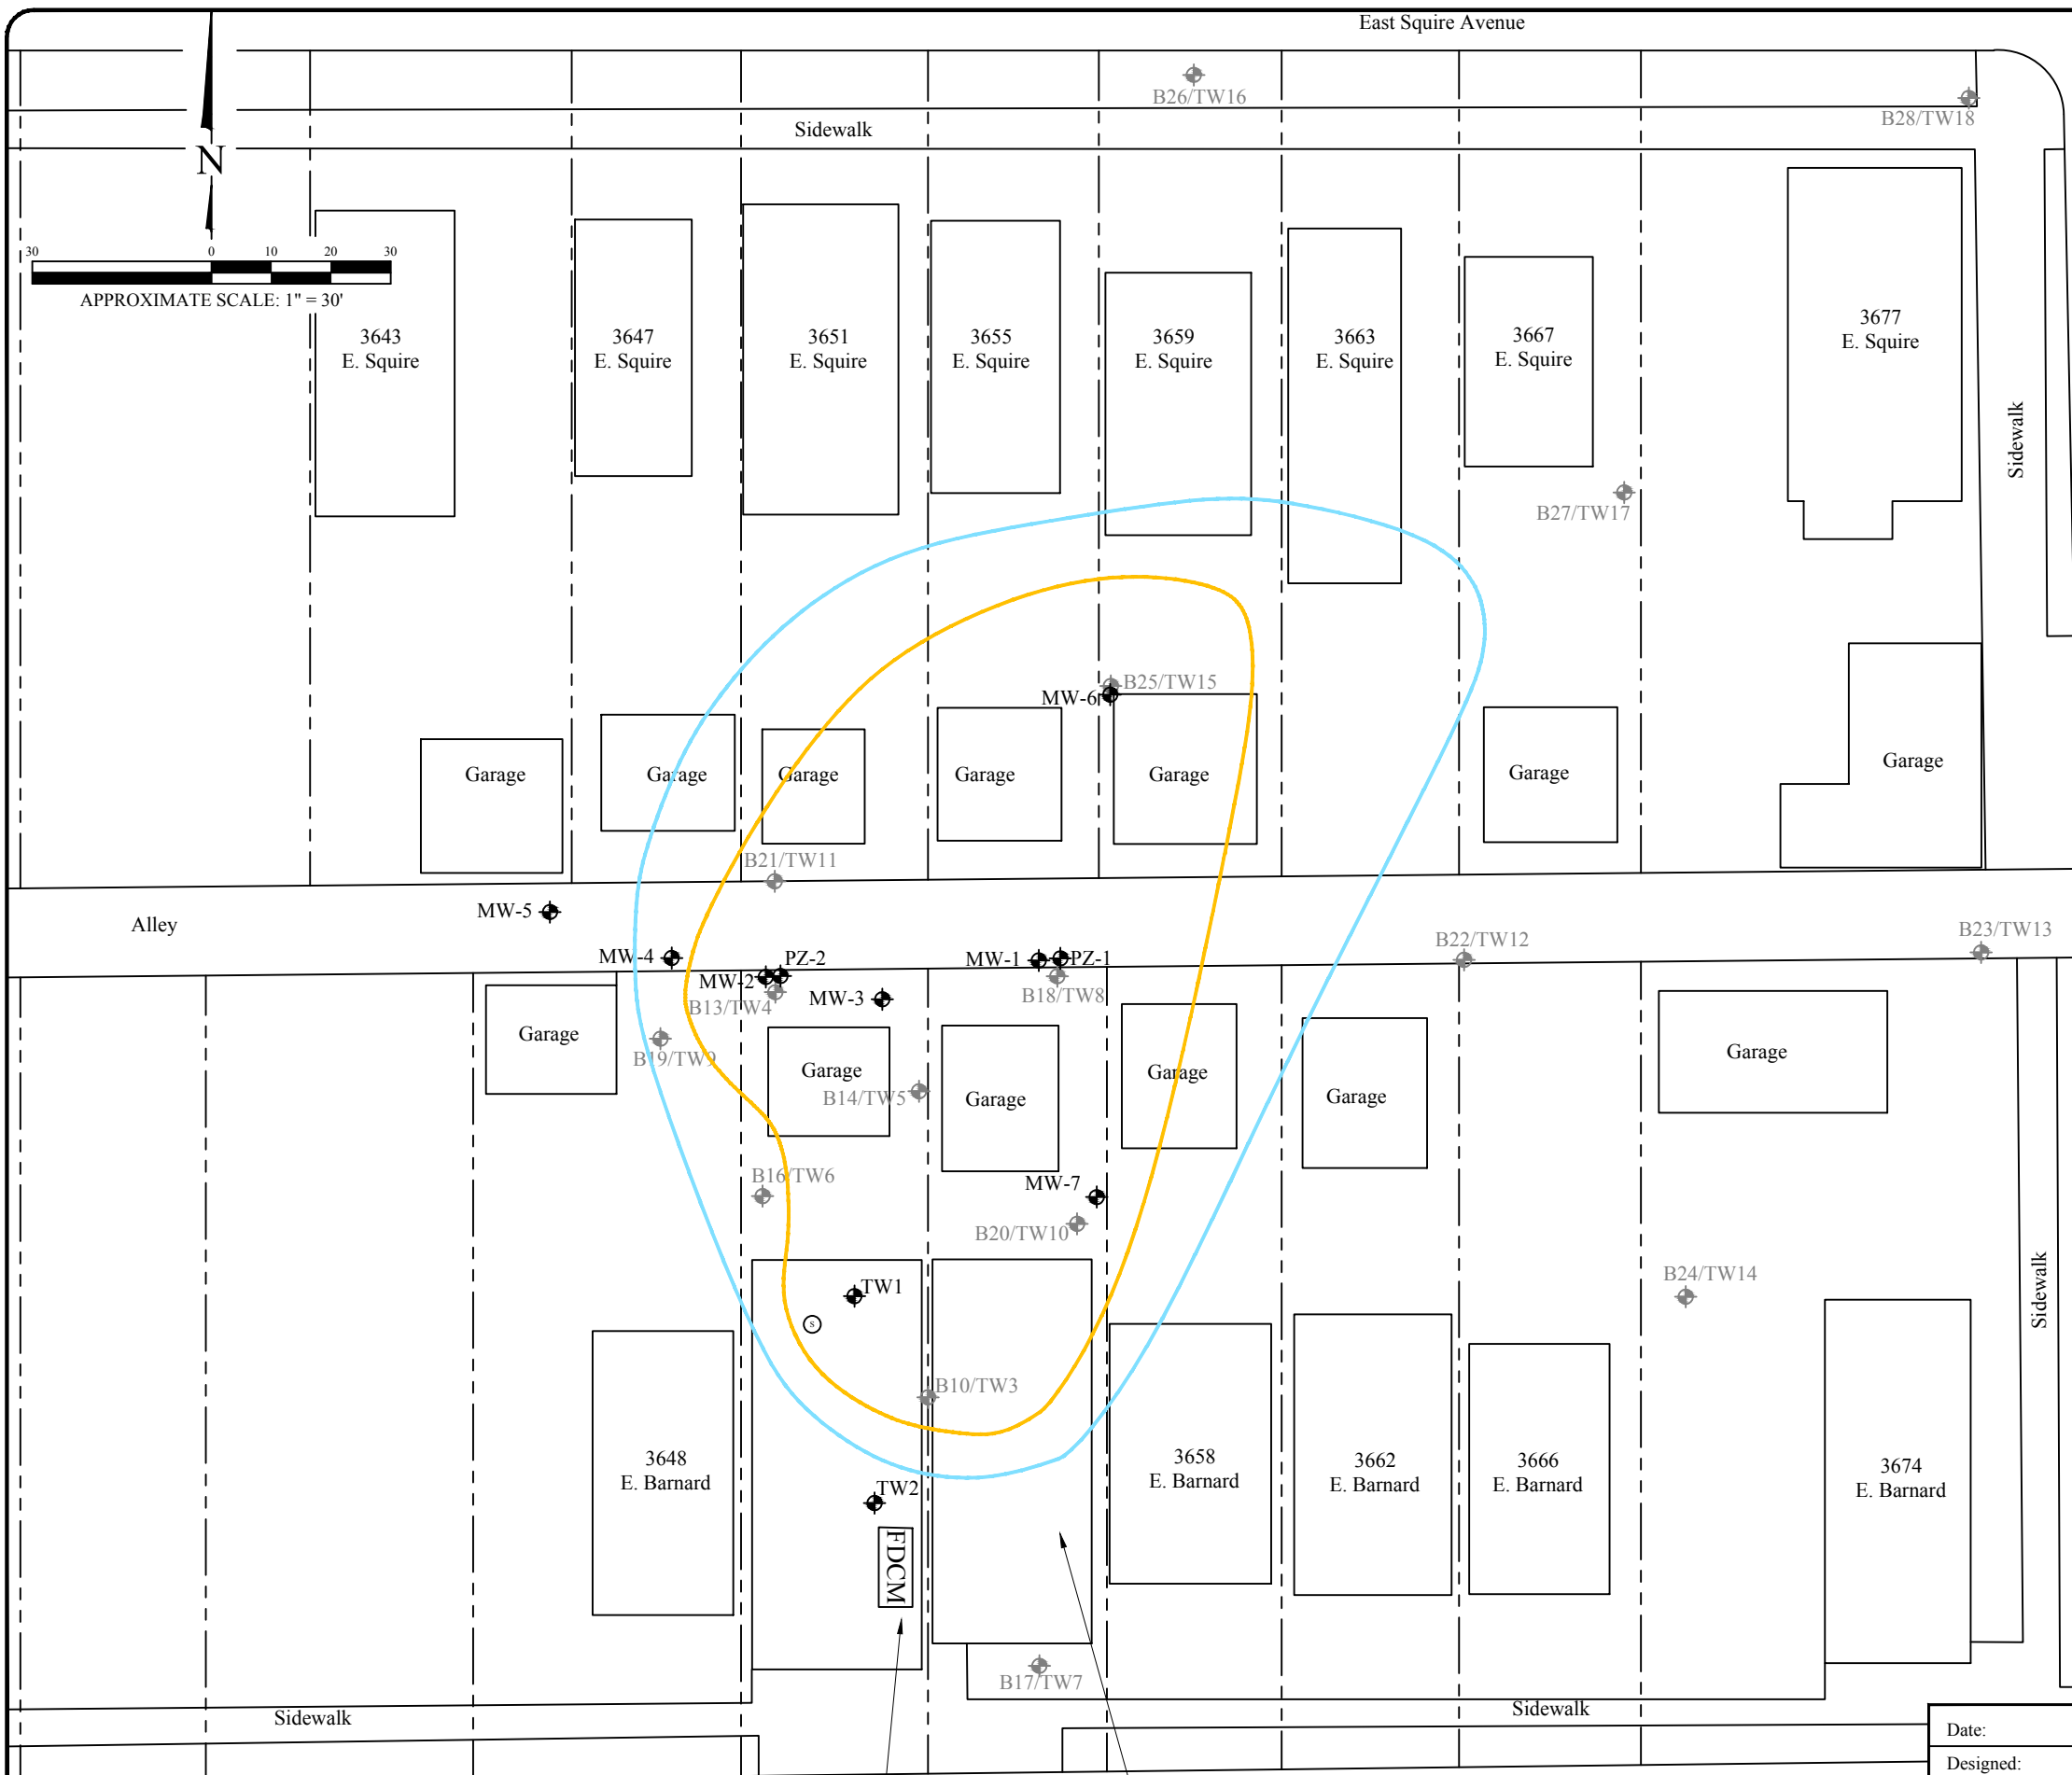 East Squire Avenue
B26/TW16
B28/TW18
Sidewalk
N
30 0 10 20 30
APPROXIMATE SCALE: 1" = 30'
3643
E. Squire
3647
E. Squire
3651
E. Squire
3655
E. Squire
3659
E. Squire
3663
E. Squire
3667
E. Squire
3677
E. Squire
Sidewalk
B27/TW17
B25/TW15
MW-6
Garage
Garage
Garage
Garage
Garage
Garage
Garage
B21/TW11
MW-5
Alley
MW-4
PZ-2
MW-1
PZ-1
B22/TW12
B23/TW13
MW-2
B13/TW4
MW-3
B18/TW8
Garage
B19/TW9
Garage
B14/TW5
Garage
Garage
Garage
Garage
B16/TW6
MW-7
B20/TW10
TW1
S
B24/TW14
Sidewalk
B10/TW3
3648
E. Barnard
3658
E. Barnard
3662
E. Barnard
3666
E. Barnard
3674
E. Barnard
TW2
FDCM
B17/TW7
Sidewalk
Sidewalk
Date:
Designed: